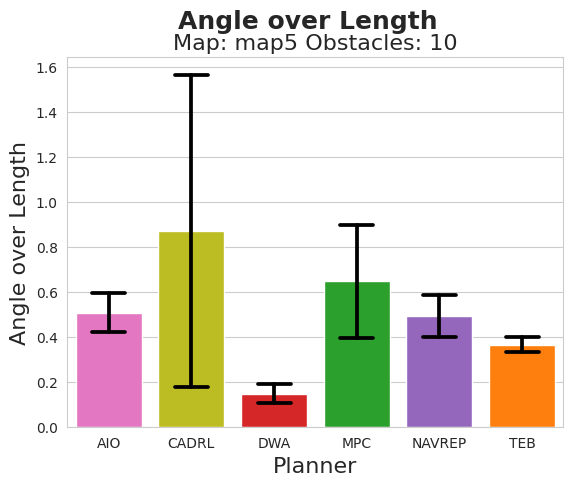 Angle over Length
Map: map5 Obstacles: 10
Angle over Length
1.6
1.4
1.2
1.0
0.8
0.6
0.4
0.2
0.0
AIO CADRL DWA MPC NAVREP TEB
Planner